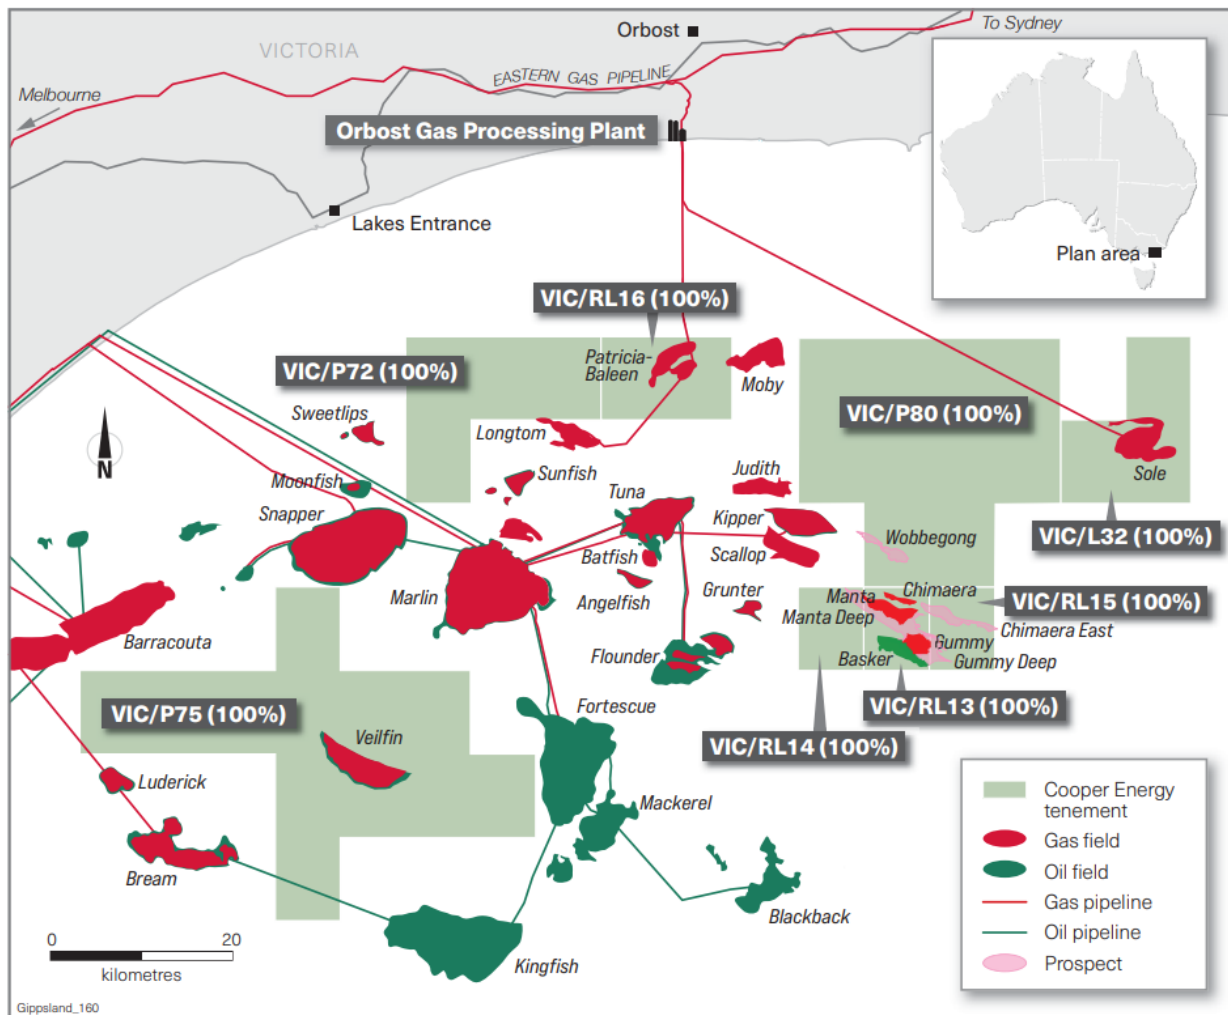 To Sydney
Orbost
VICTORIA
EASTERN GAS PIPELINE
Melbourne
Orbost Gas Processing Plant
Lakes Entrance
Plan area
VIC/RL16 (100%)
Patricia-
Baleen
Moby
VIC/P72 (100%)
VIC/P80 (100%)
Sweetlips
Longtom
N
Sole
Judith
Sunfish
Moonfish
Tuna
Snapper
Kipper
VIC/L32 (100%)
Wobbegong
Scallop
Batfish
Marlin
Angelfish
Grunter
Manta
Chimaera
VIC/RL15 (100%)
Manta Deep
Chimaera East
Barracouta
Gummy
Flounder
Basker
Gummy Deep
VIC/P75 (100%)
Fortescue
VIC/RL13 (100%)
Veilfin
VIC/RL14 (100%)
Luderick
Mackerel
Bream
Blackback
Kingfish
0
20
kilometres
Cooper Energy
tenement
Gas field
Oil field
Gas pipeline
Oil pipeline
Prospect
Gippsland_160